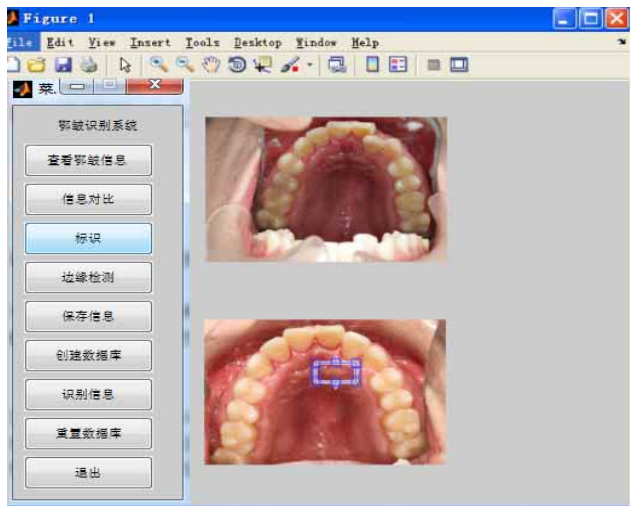 Figure 1
File Edit View Insert Tools Desktop Window Help
菜.
鄂皱识别系统
查看鄂皱信息
信息对比
标识
边缘检测
保存信息
创建数据库
识别信息
重置数据库
退出